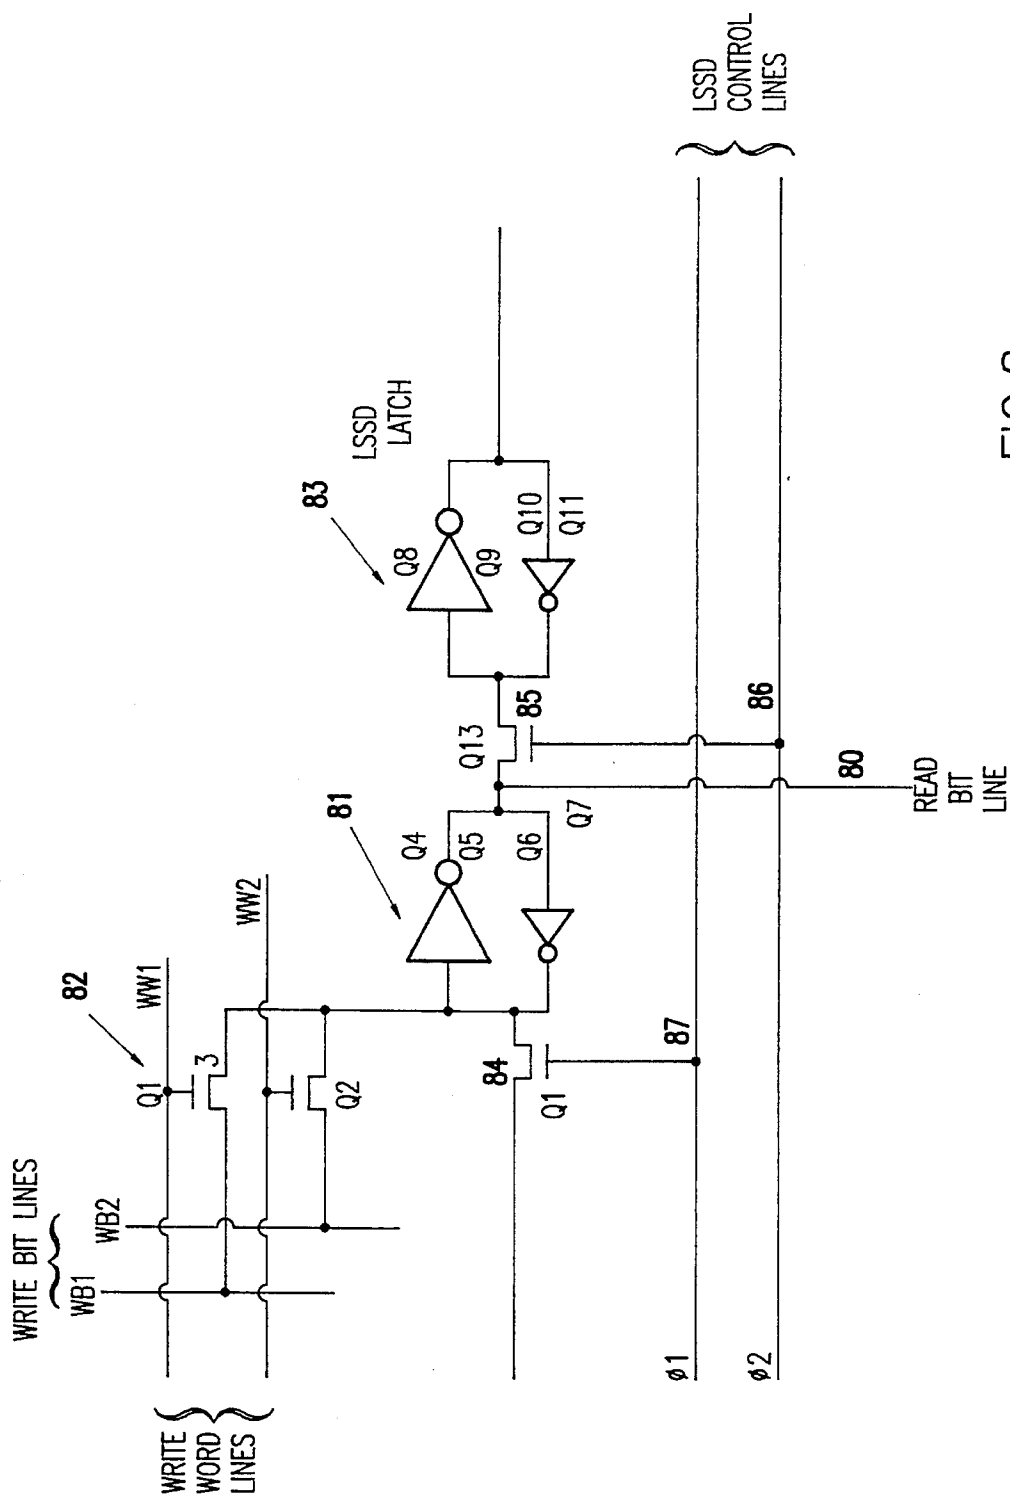 WRITE BIT LINES
WB1
WB2
WRITE
WORD
LINES
82
Q1
WW1
3
WW2
Q2
81
83
LSSD
LATCH
Q4
Q5
Q8
Q9
84
Q1
Q6
Q7
Q13
85
Q10
Q11
87
86
ø1
ø2
LSSD
CONTROL
LINES
80
READ
BIT
LINE